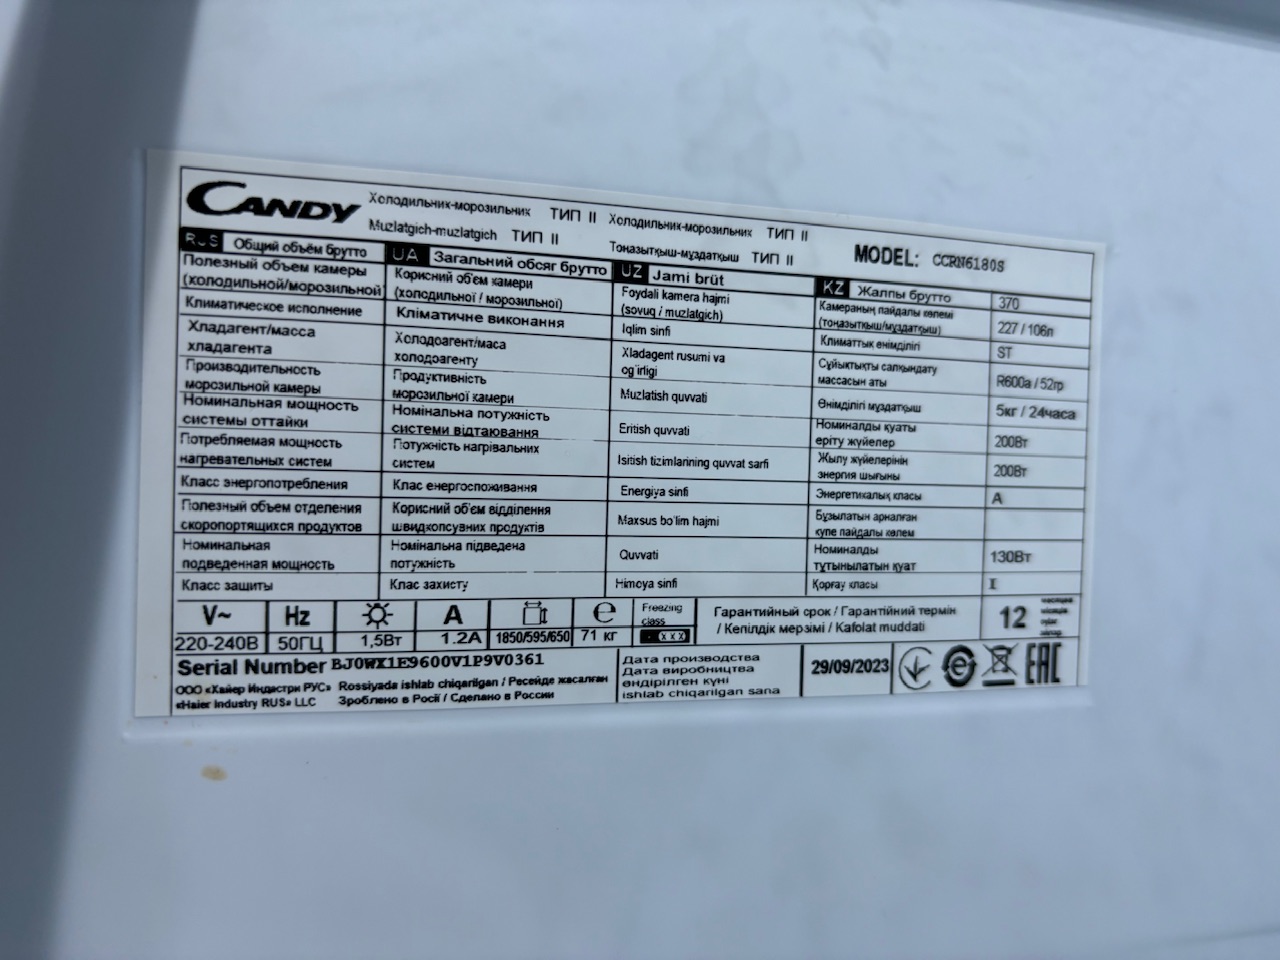 CANDY
Холодильник-морозильник ТИП II Холодильник-морозильник ТИП II
Muzlatgich-muzlatgich ТИП II Тоназытқыш-мұздатқыш ТИП II
MODEL: CCRN6180S
RUS Общий объём брутто UA Загальний обсяг брутто UZ Jami brüt KZ Жалпы брутто 370
Полезный объем камеры (холодильной/морозильной) Корисний об'єм камери (холодильної / морозильної) Foydali kamera hajmi (sovuq / muzlatgich) Камераның пайдалы көлемі (тоңазытқыш/мұздатқыш) 227 / 106л
Климатическое исполнение Кліматичне виконання Iqlim sinfi Климаттық өнімділігі ST
Хладагент/масса хладагента Холодоагент/маса холодоагенту Xladagent rusumi va og'irligi Сұйықтықты салқындату массасын аты R600a / 52гр
Производительность морозильной камеры Продуктивність морозильної камери Muzlatish quvvati Өнімділігі мұздатқыш 5кг / 24часа
Номинальная мощность системы оттайки Номінальна потужність системи відтаювання Eritish quvvati Номиналды қуаты еріту жүйелер 200Вт
Потребляемая мощность нагревательных систем Потужність нагрівальних систем Isitish tizimlarining quvvat sarfi Жылу жүйелерінің энергия шығыны 200Вт
Класс энергопотребления Клас енергоспоживання Energiya sinfi Энергетикалық класы A
Полезный объем отделения скоропортящихся продуктов Корисний об'єм відділення швидкопсувних продуктів Maxsus bo'lim hajmi Бұзылатын арналған купе пайдалы көлем
Номинальная подведенная мощность Номінальна підведена потужність Quvvati Номиналды тұтынылатын қуат 130Вт
Класс защиты Клас захисту Himoya sinfi Қорғау класы I
V~ Hz A Freezing class Гарантийный срок / Гарантійний термін / Кепілдік мерзімі / Kafolat muddati 12
220-240В 50ГЦ 1,5Вт 1.2A 1850/595/650 71 кг
Serial Number BJ0WX1E9600V1P9V0361
ООО «Хайер Индастри РУС» Rossiyada ishlab chiqarilgan / Ресейде жасалған
«Haier Industry RUS» LLC Зроблено в Росії / Сделано в России
Дата производства
Дата виробництва
өндірілген күні
ishlab chiqarilgan sana
29/09/2023
EAC